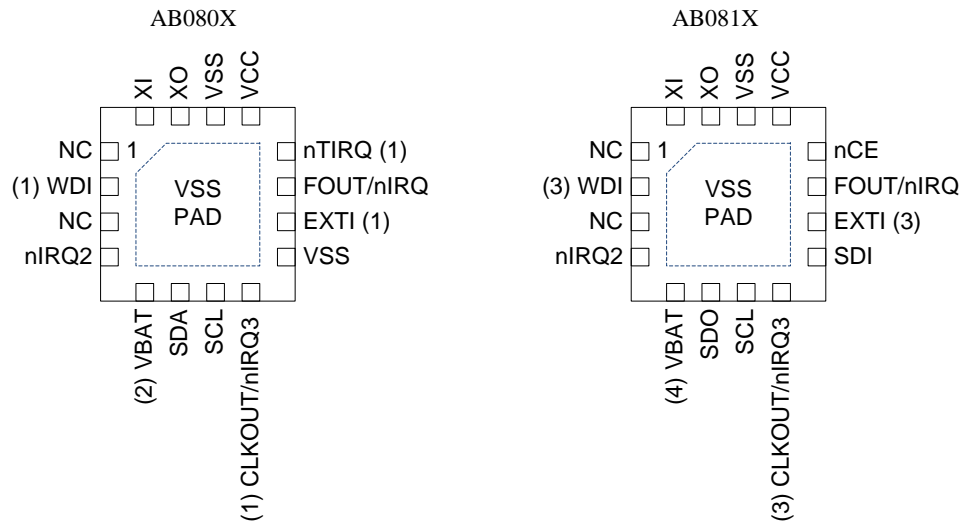 AB080X
XI
XO
VSS
VCC
NC
1
nTIRQ (1)
(1) WDI
FOUT/nIRQ
NC
EXTI (1)
nIRQ2
VSS
VSS
PAD
(2) VBAT
SDA
SCL
(1) CLKOUT/nIRQ3
AB081X
XI
XO
VSS
VCC
NC
1
nCE
(3) WDI
FOUT/nIRQ
NC
EXTI (3)
nIRQ2
SDI
VSS
PAD
(4) VBAT
SDO
SCL
(3) CLKOUT/nIRQ3